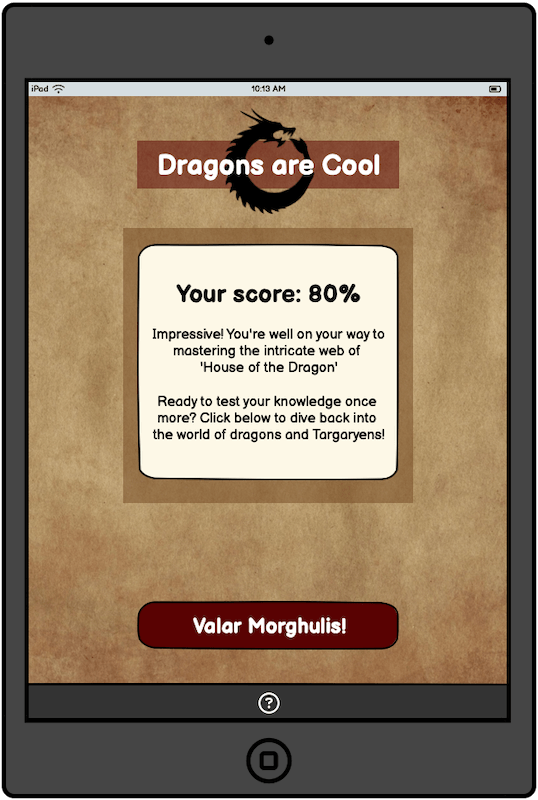 iPad
10:13 AM
Dragons are Cool
Your score: 80%
Impressive! You're well on your way to
mastering the intricate web of
'House of the Dragon'
Ready to test your knowledge once
more? Click below to dive back into
the world of dragons and Targaryens!
Valar Morghulis!
?